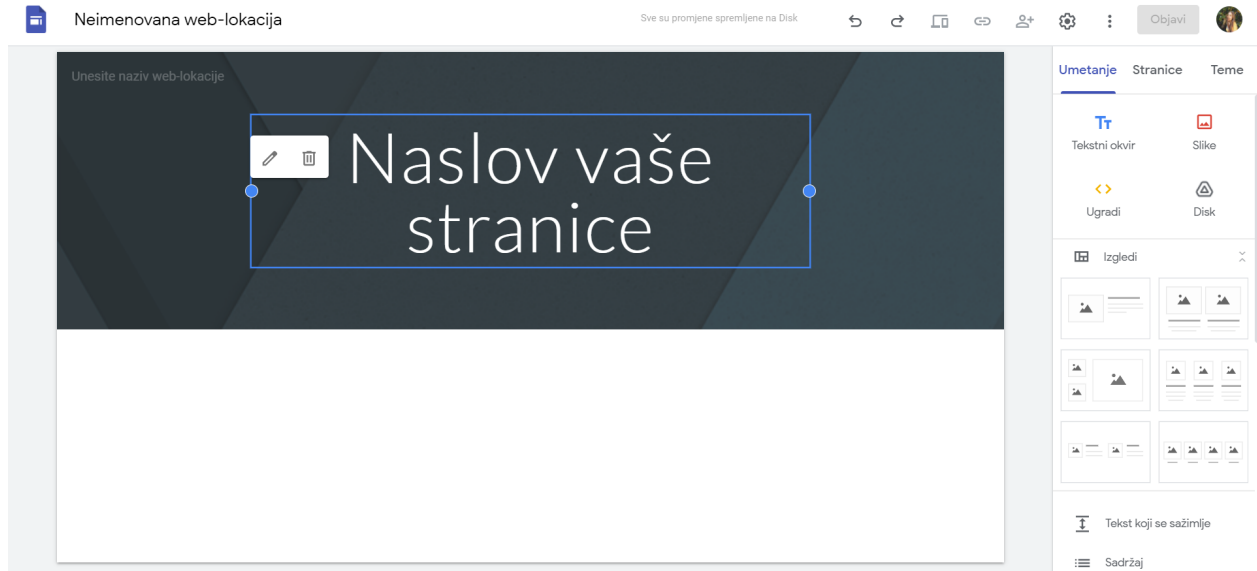 Neimenovana web-lokacija
Sve su promjene spremljene na Disk
Objavi
Unesite naziv web-lokacije
Naslov vaše
stranice
Umetanje Stranice Teme
Tekstni okvir Slike
Ugradi Disk
Izgledi
Tekst koji se sažimlje
Sadržaj